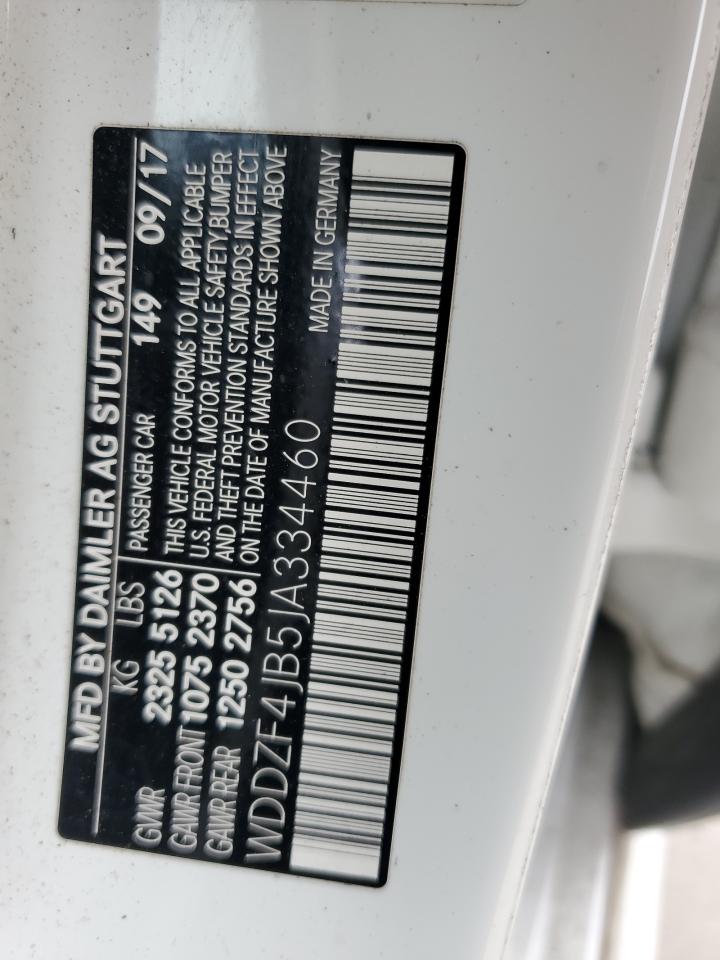 MFD BY DAIMLER AG STUTTGART
KG LBS PASSENGER CAR 149 09/17
GVWR 2325 5126 THIS VEHICLE CONFORMS TO ALL APPLICABLE
GAWR FRONT 1075 2370 U.S. FEDERAL MOTOR VEHICLE SAFETY,BUMPER
GAWR REAR 1250 2756 AND THEFT PREVENTION STANDARDS IN EFFECT
ON THE DATE OF MANUFACTURE SHOWN ABOVE
WDDZF4JB5JA334460 MADE IN GERMANY